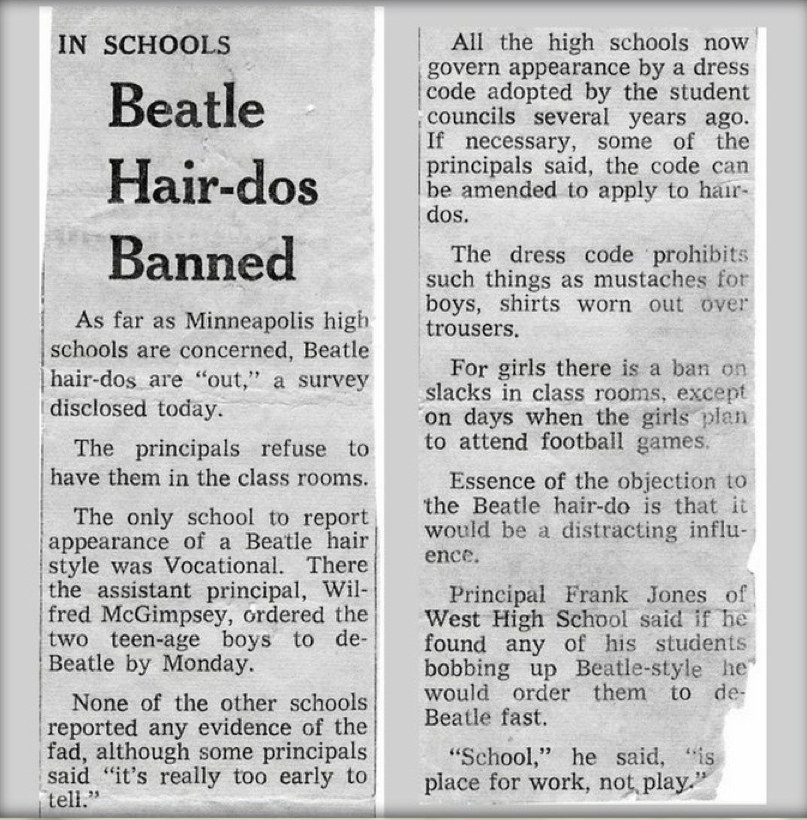 IN SCHOOLS
Beatle
Hair-dos
Banned
As far as Minneapolis high
schools are concerned, Beatle
hair-dos are “out,” a survey
disclosed today.
The principals refuse to
have them in the class rooms.
The only school to report
appearance of a Beatle hair
style was Vocational. There
the assistant principal, Wil-
fred McGimpsey, ordered the
two teen-age boys to de-
Beatle by Monday.
None of the other schools
reported any evidence of the
fad, although some principals
said “it’s really too early to
tell.”
All the high schools now
govern appearance by a dress
code adopted by the student
councils several years ago.
If necessary, some of the
principals said, the code can
be amended to apply to hair-
dos.
The dress code prohibits
such things as mustaches for
boys, shirts worn out over
trousers.
For girls there is a ban on
slacks in class rooms, except
on days when the girls plan
to attend football games.
Essence of the objection to
the Beatle hair-do is that it
would be a distracting influ-
ence.
Principal Frank Jones of
West High School said if he
found any of his students
bobbing up Beatle-style he
would order them to de-
Beatle fast.
“School,” he said, “is
place for work, not play.”